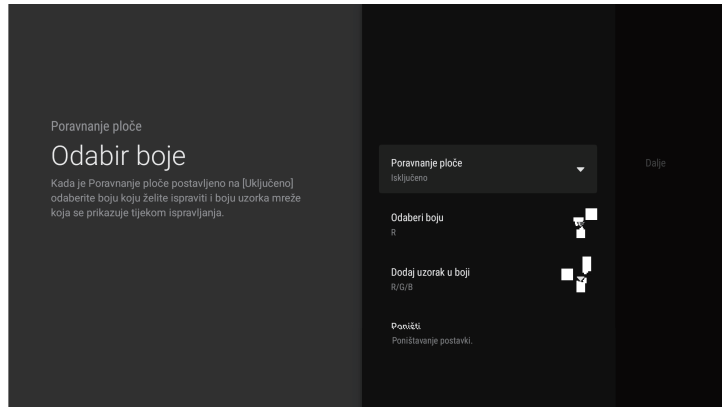 Poravnanje ploče
Odabir boje
Kada je Poravnanje ploče postavljeno na [Uključeno]
odaberite boju koju želite ispraviti i boju uzorka mreže
koja se prikazuje tijekom ispravljanja.
Poravnanje ploče
Isključeno
Odaberi boju
R
Dodaj uzorak u boji
R/G/B
Poništi
Poništavanje postavki.
Dalje